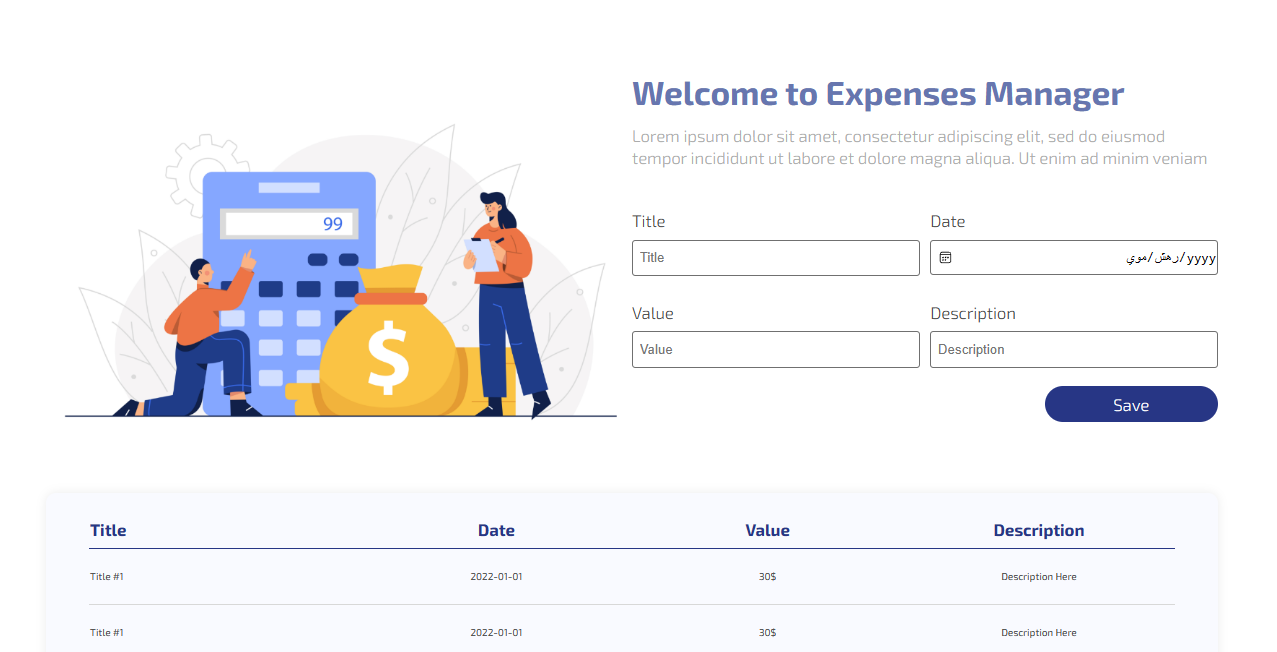 Welcome to Expenses Manager
Lorem ipsum dolor sit amet, consectetur adipiscing elit, sed do eiusmod
tempor incididunt ut labore et dolore magna aliqua. Ut enim ad minim veniam
99
$
Title Date
Title رھش/موي/yyyy
Value Description
Value Description
Save
Title Date Value Description
Title #1 2022-01-01 30$ Description Here
Title #1 2022-01-01 30$ Description Here